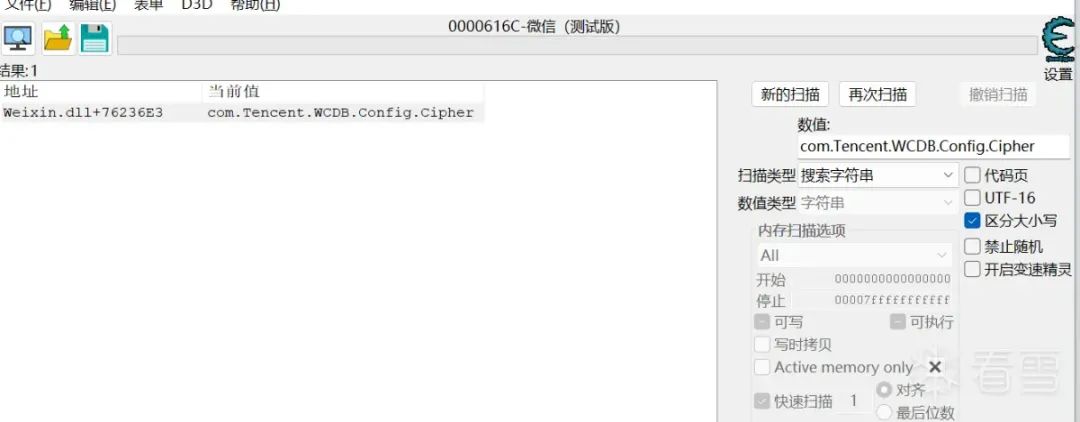 文件(F) 编辑(E) 表单 D3D 帮助(H)
0000616C-微信（测试版）
设置
结果:1
地址 当前值
Weixin.dll+76236E3 com.Tencent.WCDB.Config.Cipher
新的扫描 再次扫描 撤销扫描
数值:
com.Tencent.WCDB.Config.Cipher
扫描类型 搜索字符串
数值类型 字符串
代码页
UTF-16
区分大小写
禁止随机
开启变速精灵
内存扫描选项
All
开始 0000000000000000
停止 00007fffffffffff
可写 可执行
写时拷贝
Active memory only
快速扫描 1
对齐
最后位数
看雪